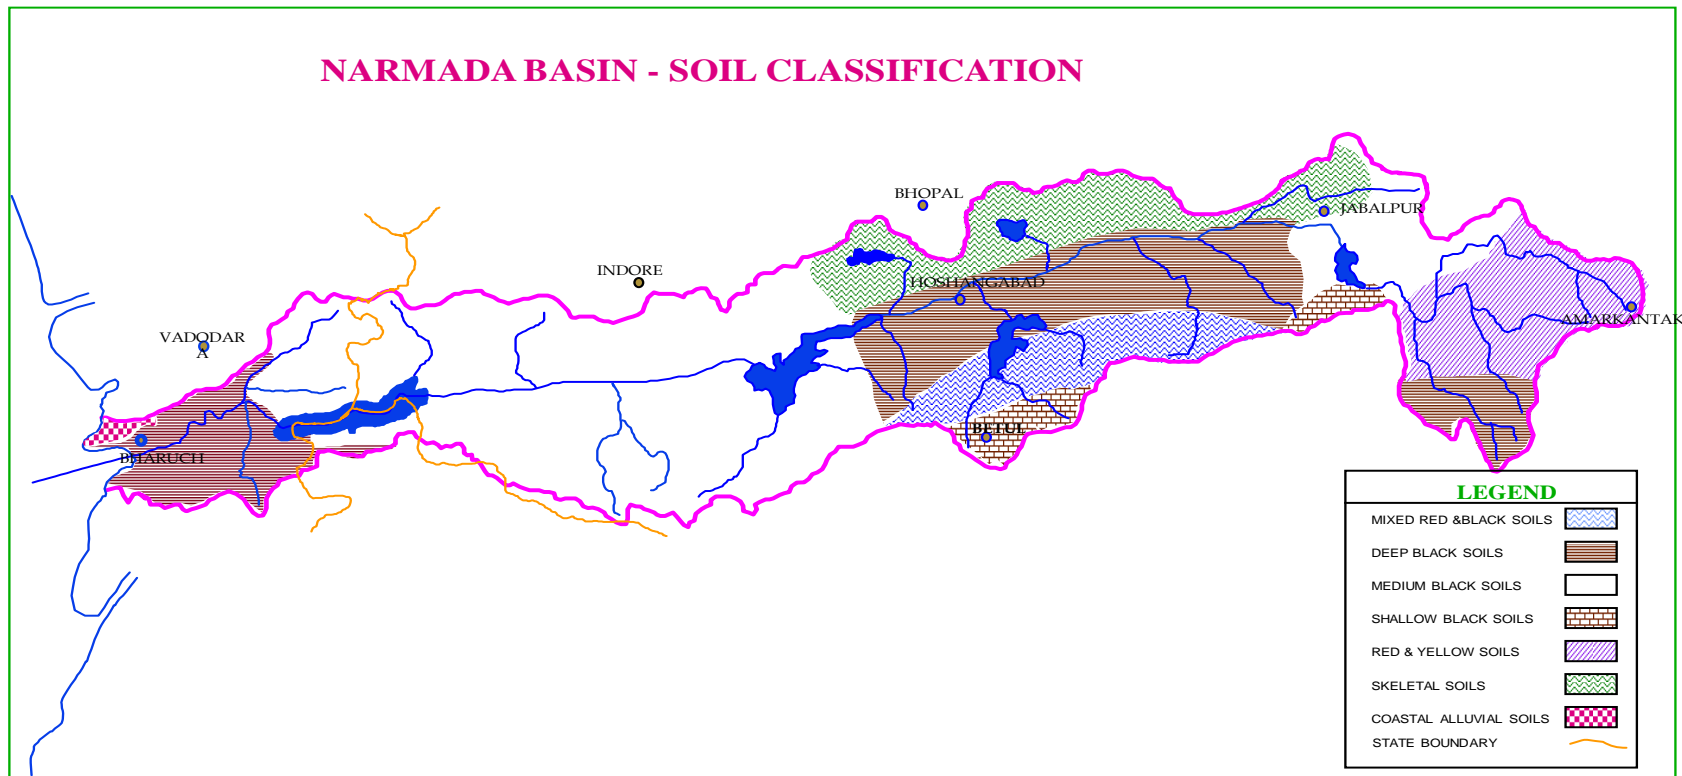 NARMADA BASIN - SOIL CLASSIFICATION
BHOPAL
JABALPUR
INDORE
HOSHANGABAD
AMARKANTAK
VADODAR
A
BETUL
BHARUCH
LEGEND
MIXED RED &BLACK SOILS
DEEP BLACK SOILS
MEDIUM BLACK SOILS
SHALLOW BLACK SOILS
RED & YELLOW SOILS
SKELETAL SOILS
COASTAL ALLUVIAL SOILS
STATE BOUNDARY